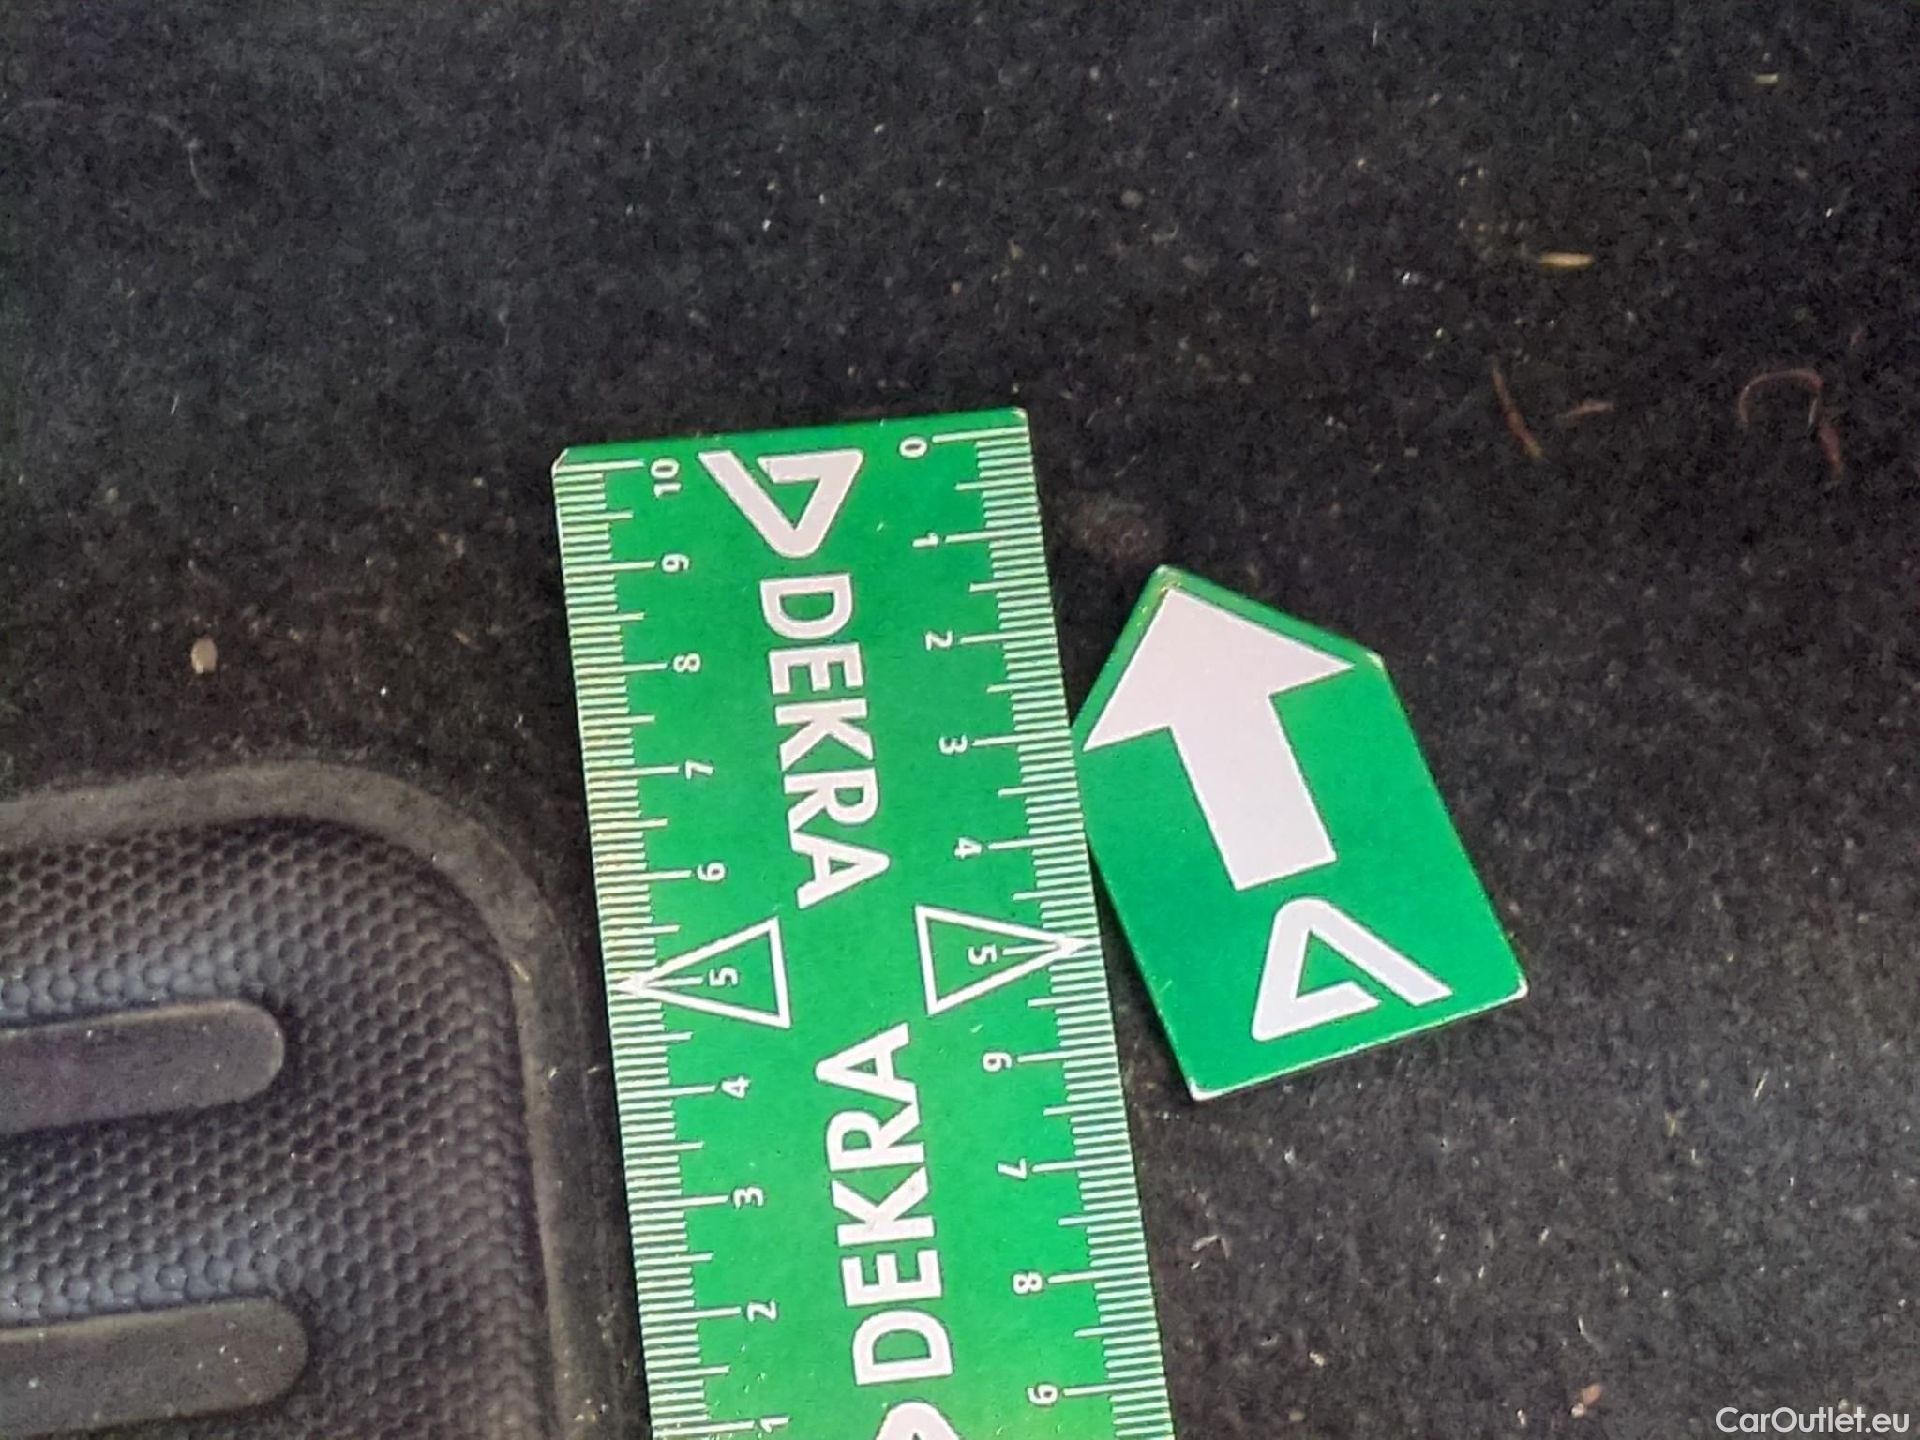 10 9 8 7 6 5 4 3 2 1
DEKRA
DEKRA
0 1 2 3 4 5 6 7 8 9
CarOutlet.eu